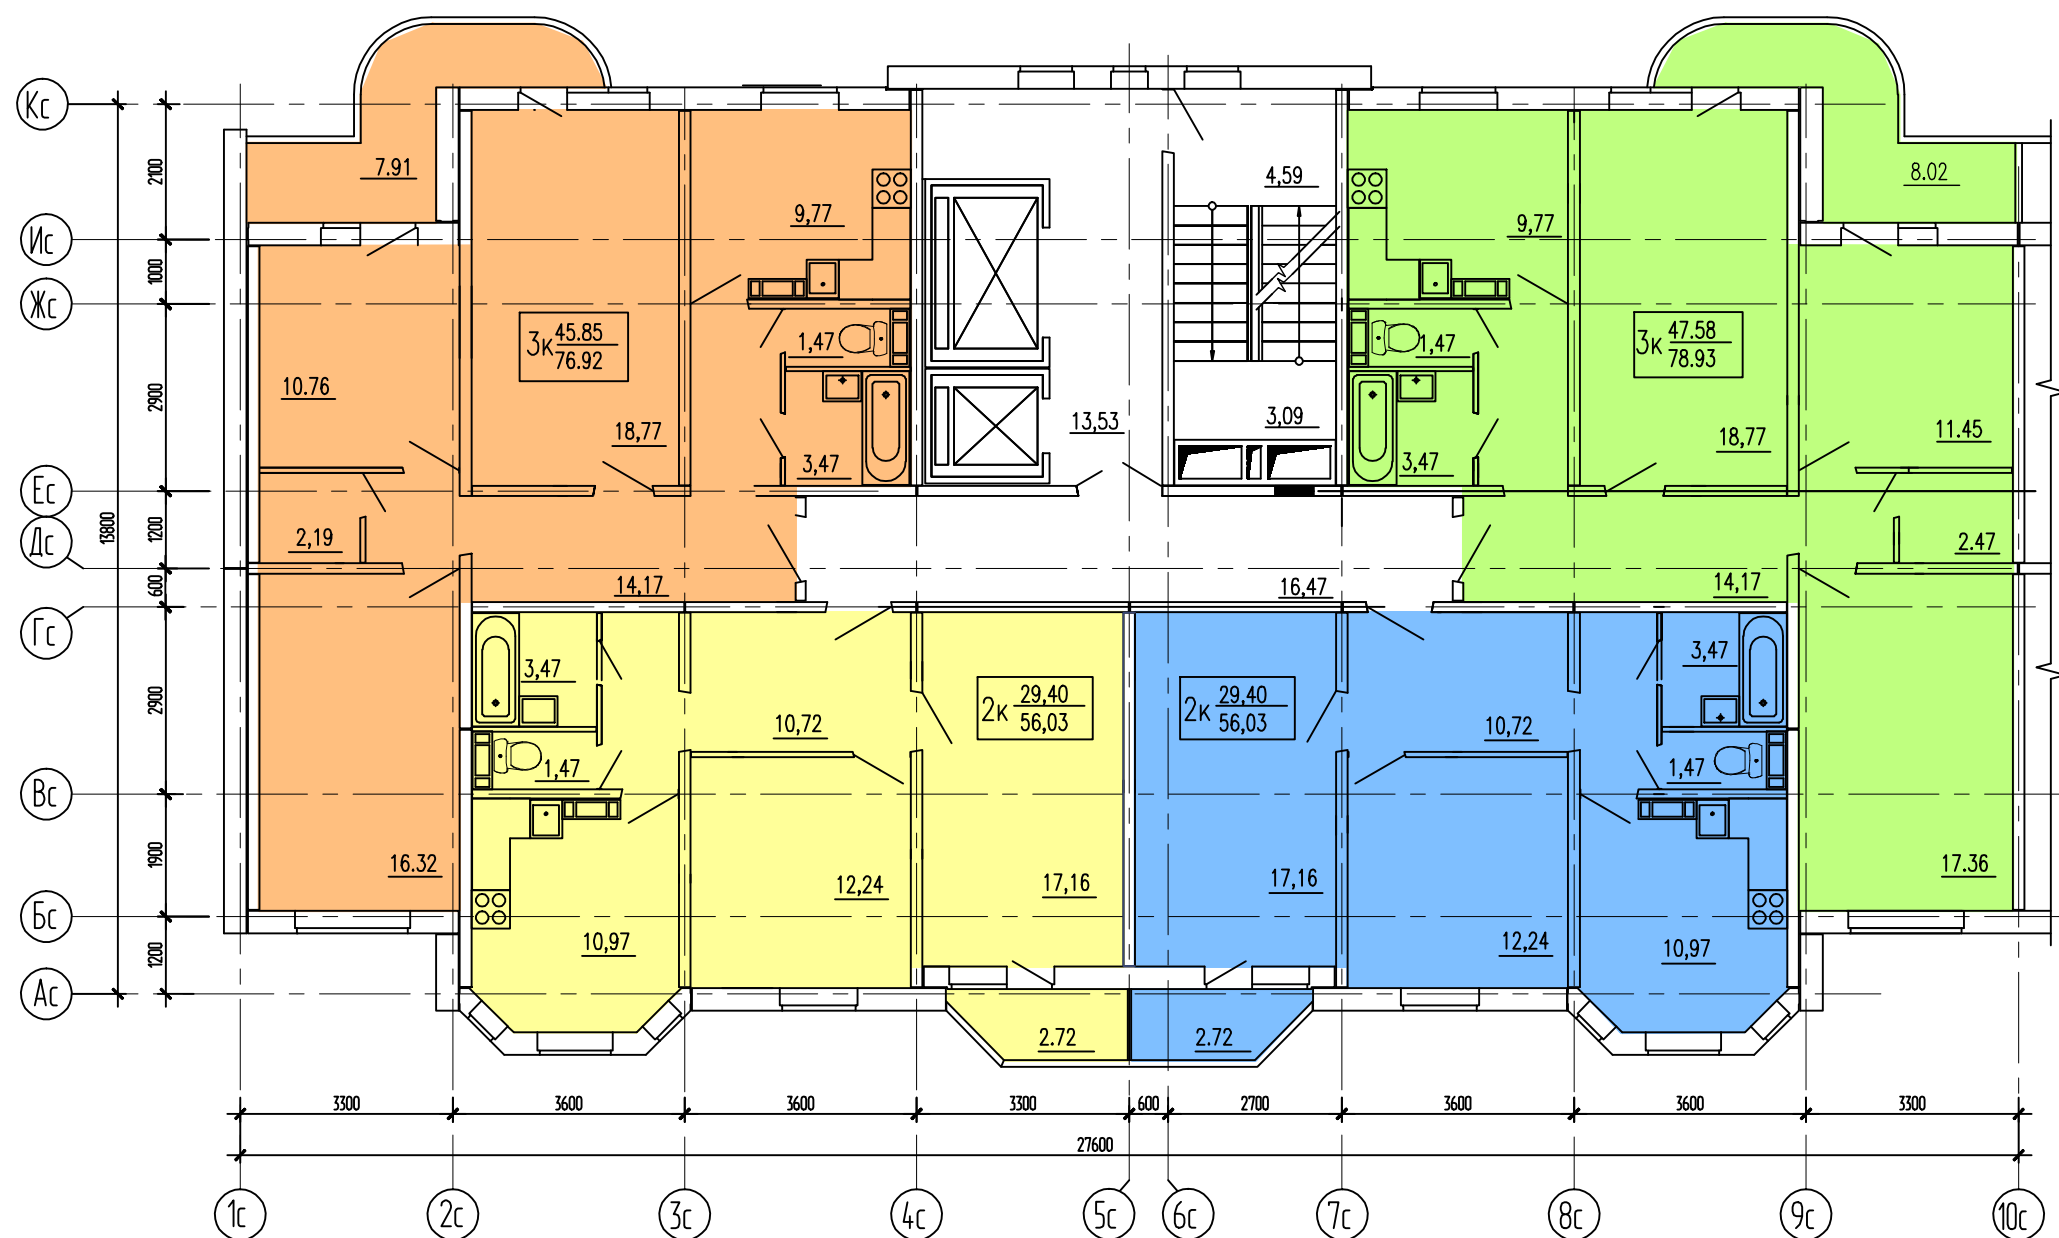 Кс
Ис
Жс
Ес
Дс
Гс
Вс
Бс
Ас
13800
2100
1000
2900
1200
600
2900
1900
1200
7.91
9,77
4,59
9,77
8.02
3к 45.85
76.92
1,47
1,47
3к 47.58
78.93
10.76
18,77
3,47
13,53
3,09
3,47
18,77
11.45
2,19
14,17
16,47
14,17
2.47
3,47
10,72
2к 29,40
56,03
2к 29,40
56,03
10,72
3,47
1,47
1,47
16.32
12,24
17,16
17,16
17.36
10,97
12,24
10,97
2.72
2.72
3300
3600
3600
3300
600
2700
3600
3600
3300
27600
1с
2с
3с
4с
5с
6с
7с
8с
9с
10с